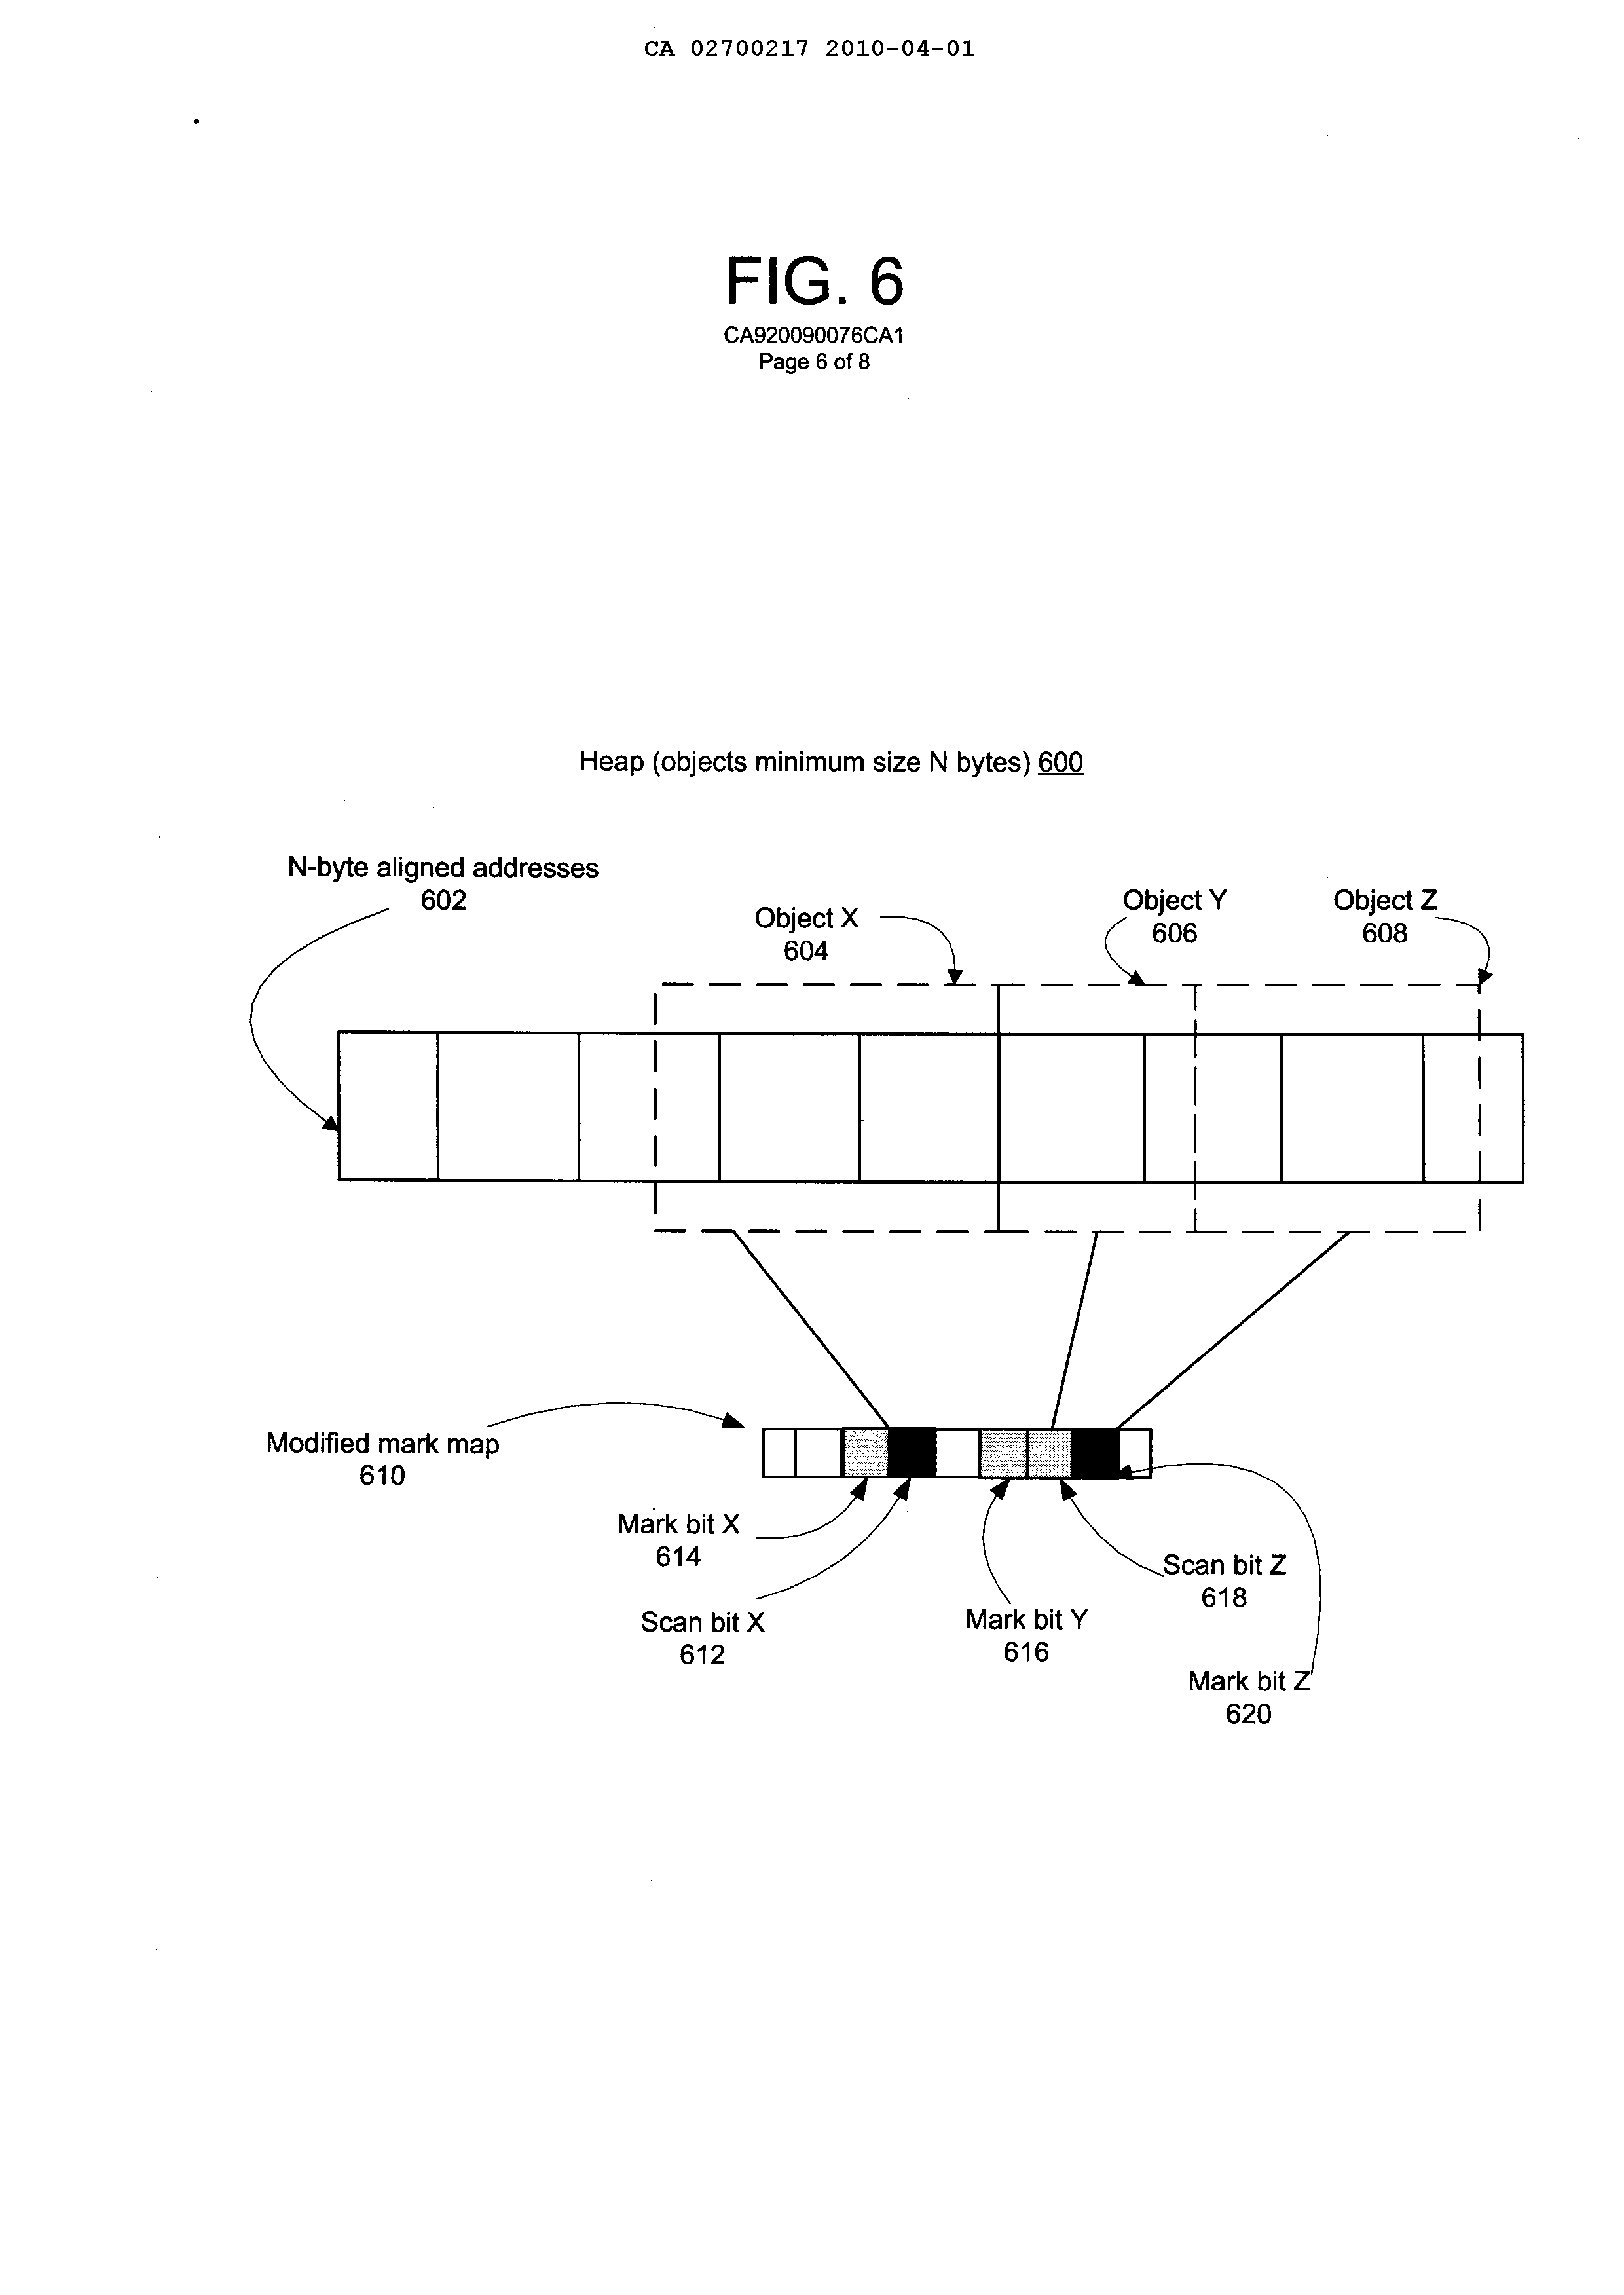 CA 02700217 2010-04-01
FIG. 6
CA920090076CA1
Page 6 of 8
Heap (objects minimum size N bytes) 600
N-byte aligned addresses
602
Object X
604
Object Y
606
Object Z
608
Modified mark map
610
Mark bit X
614
Scan bit X
612
Mark bit Y
616
Scan bit Z
618
Mark bit Z
620